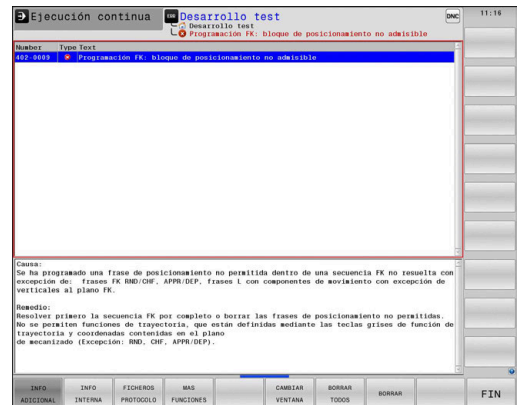 Ejecución continua
ERR
Desarrollo test
DNC
11:16
Desarrollo test
Programación FK: bloque de posicionamiento no admisible
Number Type Text
402-0009 Programación FK: bloque de posicionamiento no admisible
Causa:
Se ha programado una frase de posicionamiento no permitida dentro de una secuencia FK no resuelta con
excepción de: frases FK RND/CHF, APPR/DEP, frases L con componentes de movimiento con excepción de
verticales al plano FK.
Remedio:
Resolver primero la secuencia FK por completo o borrar las frases de posicionamiento no permitidas.
No se permiten funciones de trayectoria, que están definidas mediante las teclas grises de función de
trayectoria y coordenadas contenidas en el plano
de mecanizado (Excepción: RND, CHF, APPR/DEP).
INFO ADICIONAL
INFO INTERNA
FICHEROS PROTOCOLO
MAS FUNCIONES
CAMBIAR VENTANA
BORRAR TODOS
BORRAR
FIN